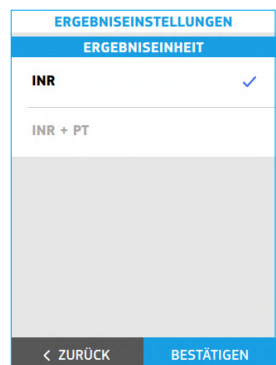 ERGEBNISEINSTELLUNGEN
ERGEBNISEINHEIT
INR
INR + PT
< ZURÜCK BESTÄTIGEN